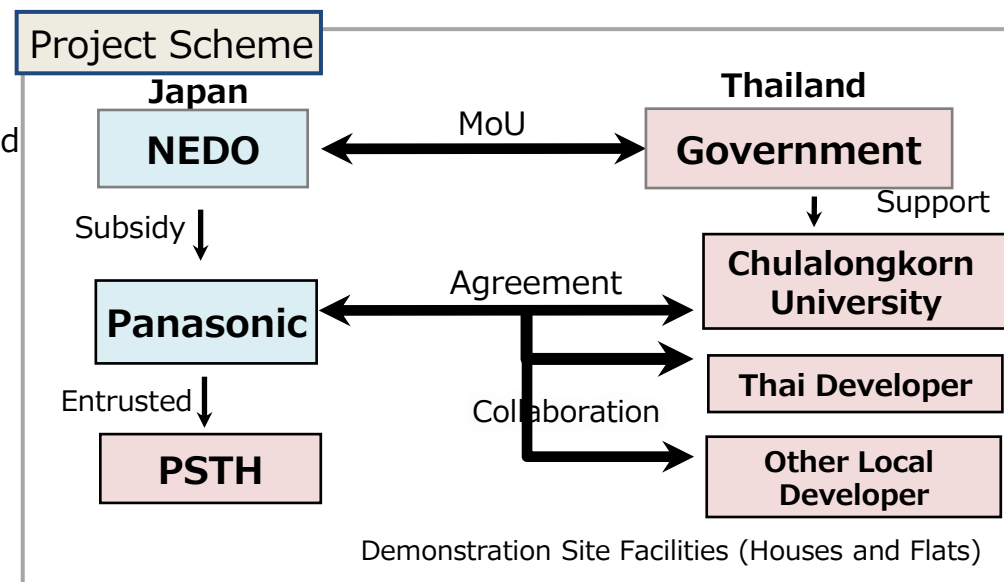 Project Scheme
Japan
Thailand
d
NEDO
MoU
Government
Subsidy
Support
Panasonic
Agreement
Chulalongkorn
University
Thai Developer
Entrusted
Collaboration
PSTH
Other Local
Developer
Demonstration Site Facilities (Houses and Flats)